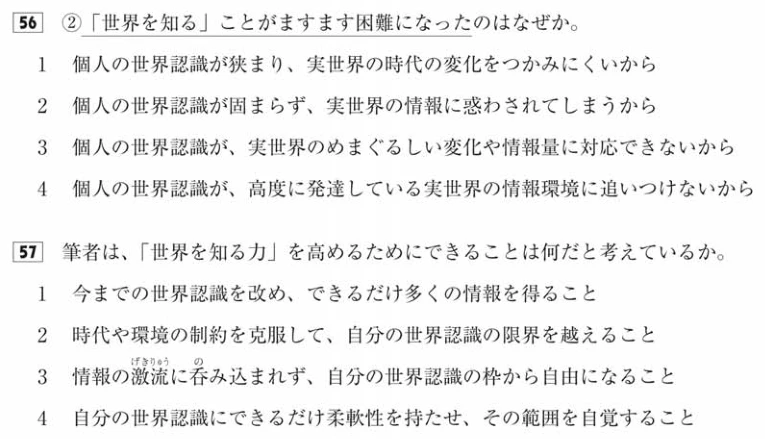 56 ②「世界を知る」ことがますます困難になったのはなぜか。
1 個人の世界認識が狭まり、実世界の時代の変化をつかみにくいから
2 個人の世界認識が固まらず、実世界の情報に惑わされてしまうから
3 個人の世界認識が、実世界のめまぐるしい変化や情報量に対応できないから
4 個人の世界認識が、高度に発達している実世界の情報環境に追いつけないから
57 筆者は、「世界を知る力」を高めるためにできることは何だと考えているか。
1 今までの世界認識を改め、できるだけ多くの情報を得ること
2 時代や環境の制約を克服して、自分の世界認識の限界を越えること
げきりゅう の
3 情報の激流に呑み込まれず、自分の世界認識の枠から自由になること
4 自分の世界認識にできるだけ柔軟性を持たせ、その範囲を自覚すること